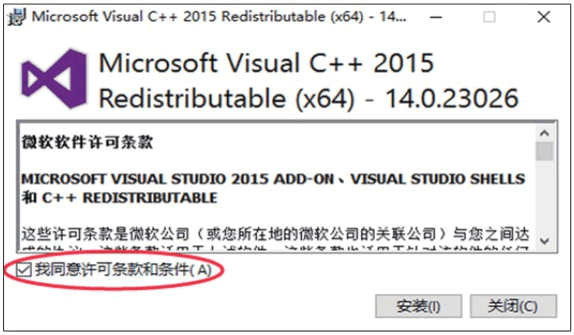 Microsoft Visual C++ 2015 Redistributable (x64) - 14....
Microsoft Visual C++ 2015
Redistributable (x64) - 14.0.23026
微软软件许可条款
MICROSOFT VISUAL STUDIO 2015 ADD-ON、VISUAL STUDIO SHELLS
和 C++ REDISTRIBUTABLE
这些许可条款是微软公司（或您所在地的微软公司的关联公司）与您之间达
我同意许可条款和条件(A)
安装(I)
关闭(C)